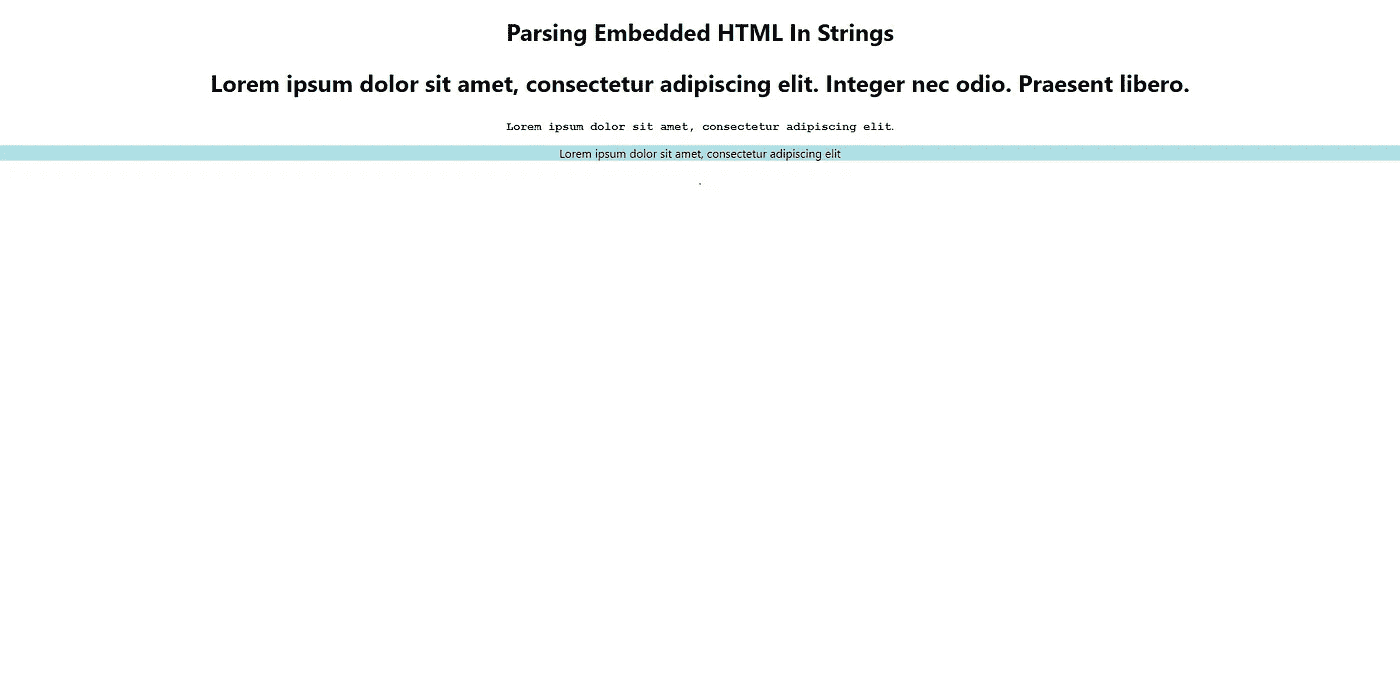 Parsing Embedded HTML In Strings
Lorem ipsum dolor sit amet, consectetur adipiscing elit. Integer nec odio. Praesent libero.
Lorem ipsum dolor sit amet, consectetur adipiscing elit.
Lorem ipsum dolor sit amet, consectetur adipiscing elit
.